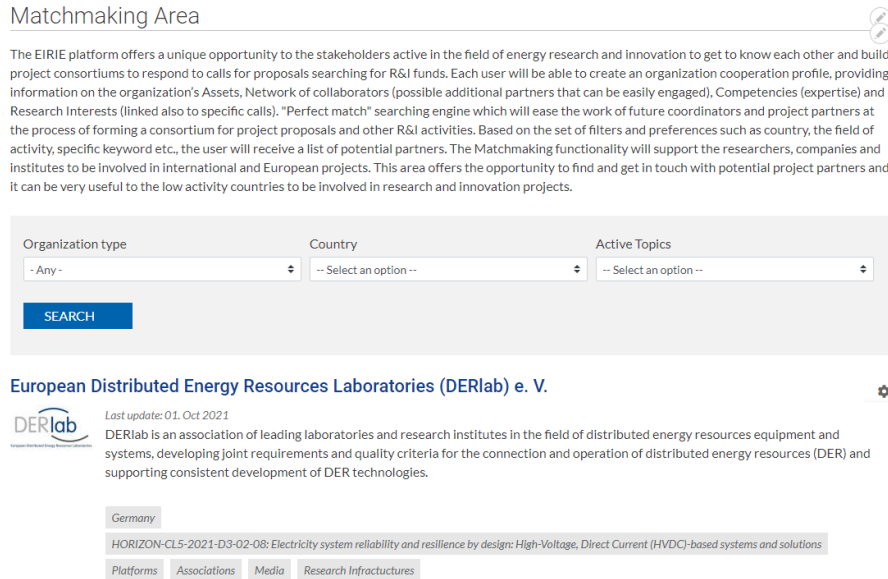 Matchmaking Area
The EIRIE platform offers a unique opportunity to the stakeholders active in the field of energy research and innovation to get to know each other and build
project consortiums to respond to calls for proposals searching for R&I funds. Each user will be able to create an organization cooperation profile, providing
information on the organization's Assets, Network of collaborators (possible additional partners that can be easily engaged), Competencies (expertise) and
Research Interests (linked also to specific calls). "Perfect match" searching engine which will ease the work of future coordinators and project partners at
the process of forming a consortium for project proposals and other R&I activities. Based on the set of filters and preferences such as country, the field of
activity, specific keyword etc., the user will receive a list of potential partners. The Matchmaking functionality will support the researchers, companies and
institutes to be involved in international and European projects. This area offers the opportunity to find and get in touch with potential project partners and
it can be very useful to the low activity countries to be involved in research and innovation projects.
Organization type Country Active Topics
- Any - -- Select an option -- -- Select an option --
SEARCH
European Distributed Energy Resources Laboratories (DERlab) e. V.
Last update: 01. Oct 2021
DERlab
European Distributed Energy Resources Laboratories
DERlab is an association of leading laboratories and research institutes in the field of distributed energy resources equipment and
systems, developing joint requirements and quality criteria for the connection and operation of distributed energy resources (DER) and
supporting consistent development of DER technologies.
Germany
HORIZON-CL5-2021-D3-02-08: Electricity system reliability and resilience by design: High-Voltage, Direct Current (HVDC)-based systems and solutions
Platforms Associations Media Research Infractuctures